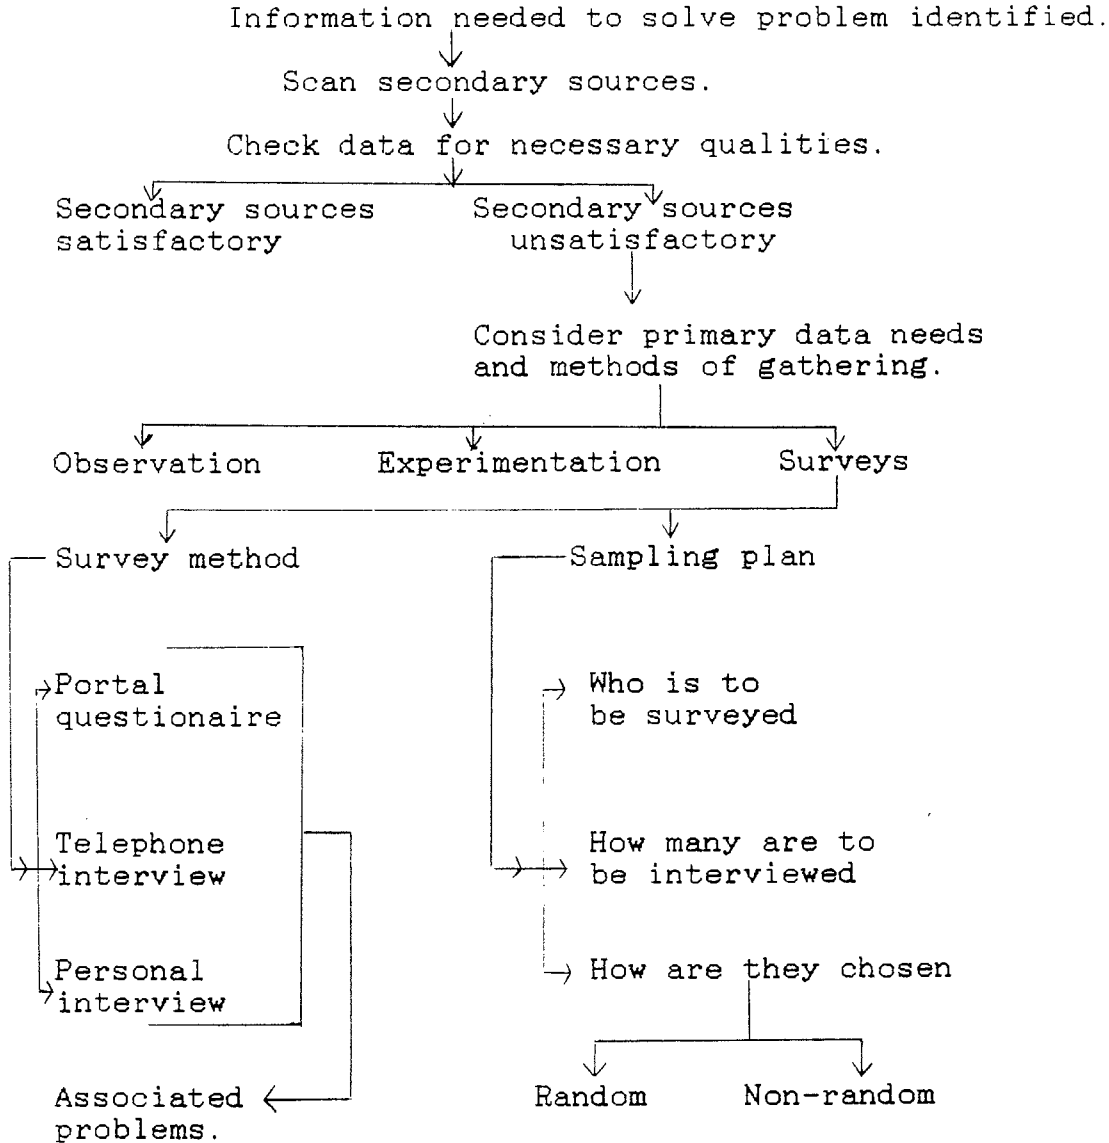 Information needed to solve problem identified.
Scan secondary sources.
Check data for necessary qualities.
Secondary sources
satisfactory
Secondary sources
unsatisfactory
Consider primary data needs
and methods of gathering.
Observation
Experimentation
Surveys
Survey method
Sampling plan
Portal
questionaire
Telephone
interview
Personal
interview
Associated
problems.
Who is to
be surveyed
How many are to
be interviewed
How are they chosen
Random
Non-random